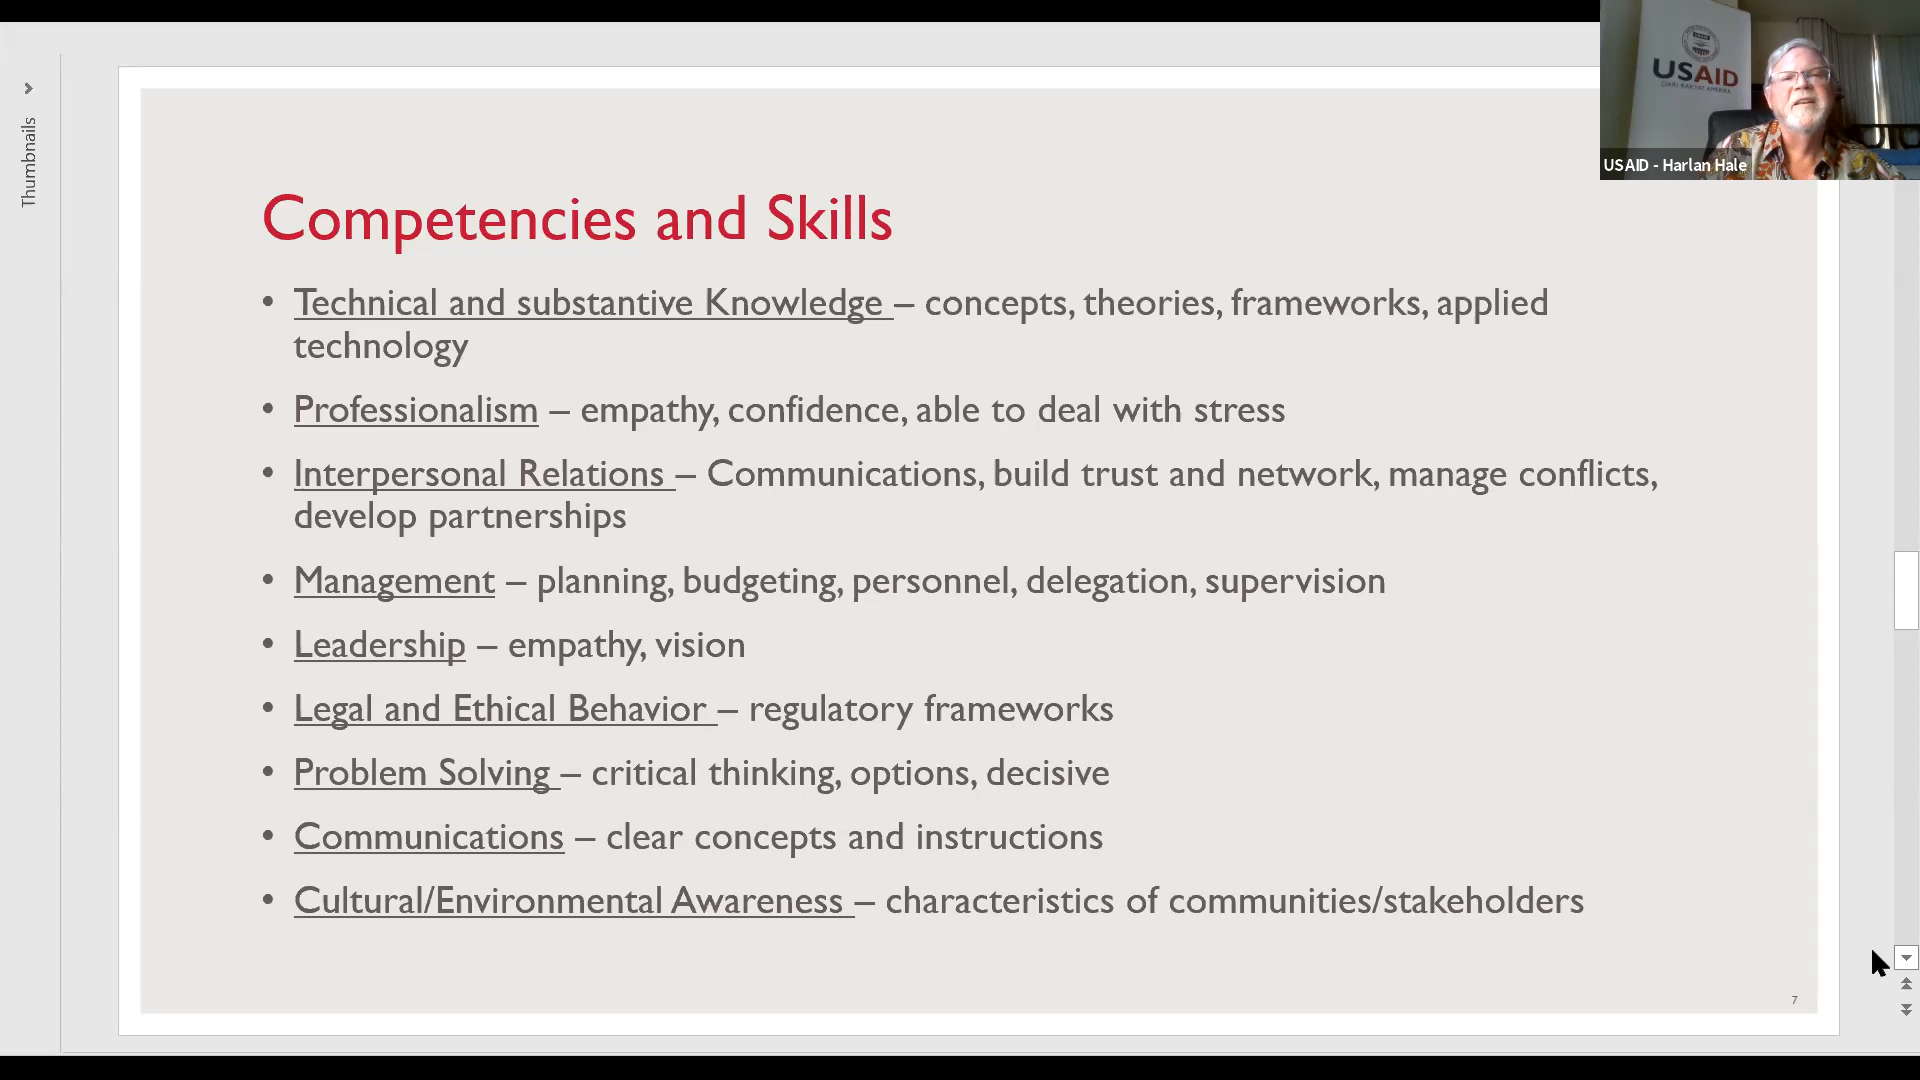 Thumbnails
USAID
DARI RAKYAT AMERIKA
USAID - Harlan Hale
Competencies and Skills
• Technical and substantive Knowledge – concepts, theories, frameworks, applied
technology
• Professionalism – empathy, confidence, able to deal with stress
• Interpersonal Relations – Communications, build trust and network, manage conflicts,
develop partnerships
• Management – planning, budgeting, personnel, delegation, supervision
• Leadership – empathy, vision
• Legal and Ethical Behavior – regulatory frameworks
• Problem Solving – critical thinking, options, decisive
• Communications – clear concepts and instructions
• Cultural/Environmental Awareness – characteristics of communities/stakeholders
7